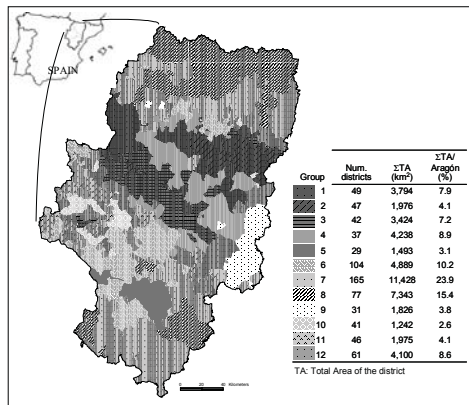 SPAIN
Group Num. districts ΣTA (km²) ΣTA/ Aragón (%)
1 49 3,794 7.9
2 47 1,976 4.1
3 42 3,424 7.2
4 37 4,238 8.9
5 29 1,493 3.1
6 104 4,889 10.2
7 165 11,428 23.9
8 77 7,343 15.4
9 31 1,826 3.8
10 41 1,242 2.6
11 46 1,975 4.1
12 61 4,100 8.6
TA: Total Area of the district
0 20 40 Kilometers